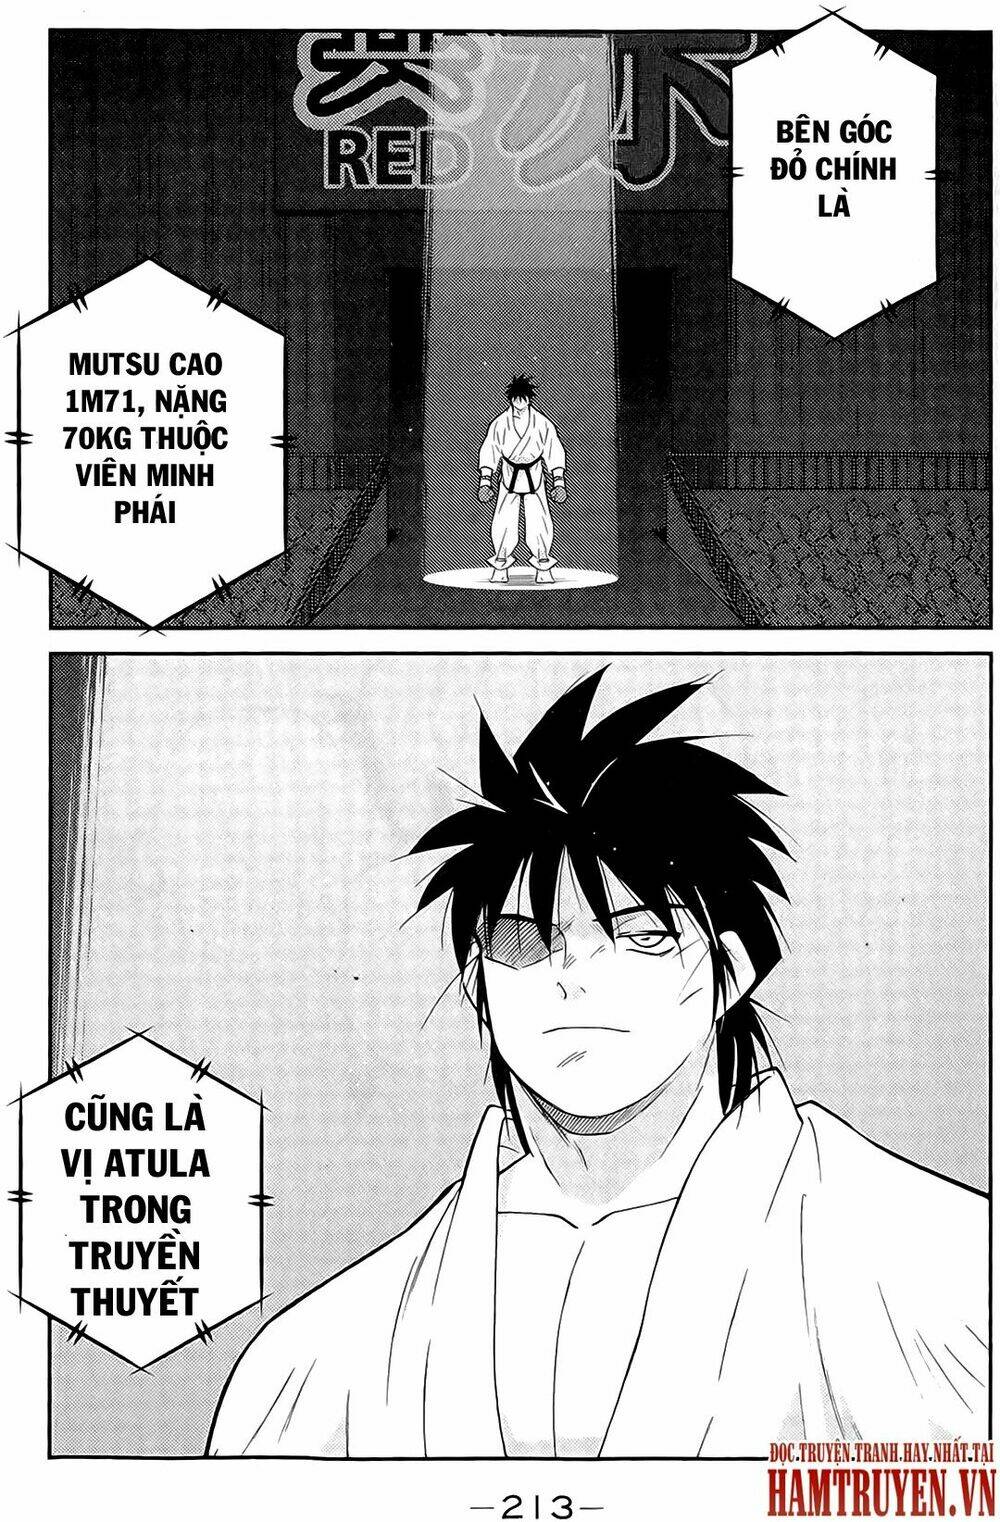 BÊN GÓC
ĐỎ CHÍNH
LÀ
RED
MUTSU CAO
1M71, NẶNG
70KG THUỘC
VIÊN MINH
PHÁI
CŨNG LÀ
VỊ ATULA
TRONG
TRUYỀN
THUYẾT
ĐỌC TRUYỆN TRANH HAY NHẤT TẠI
HAMTRUYEN.VN
-213-